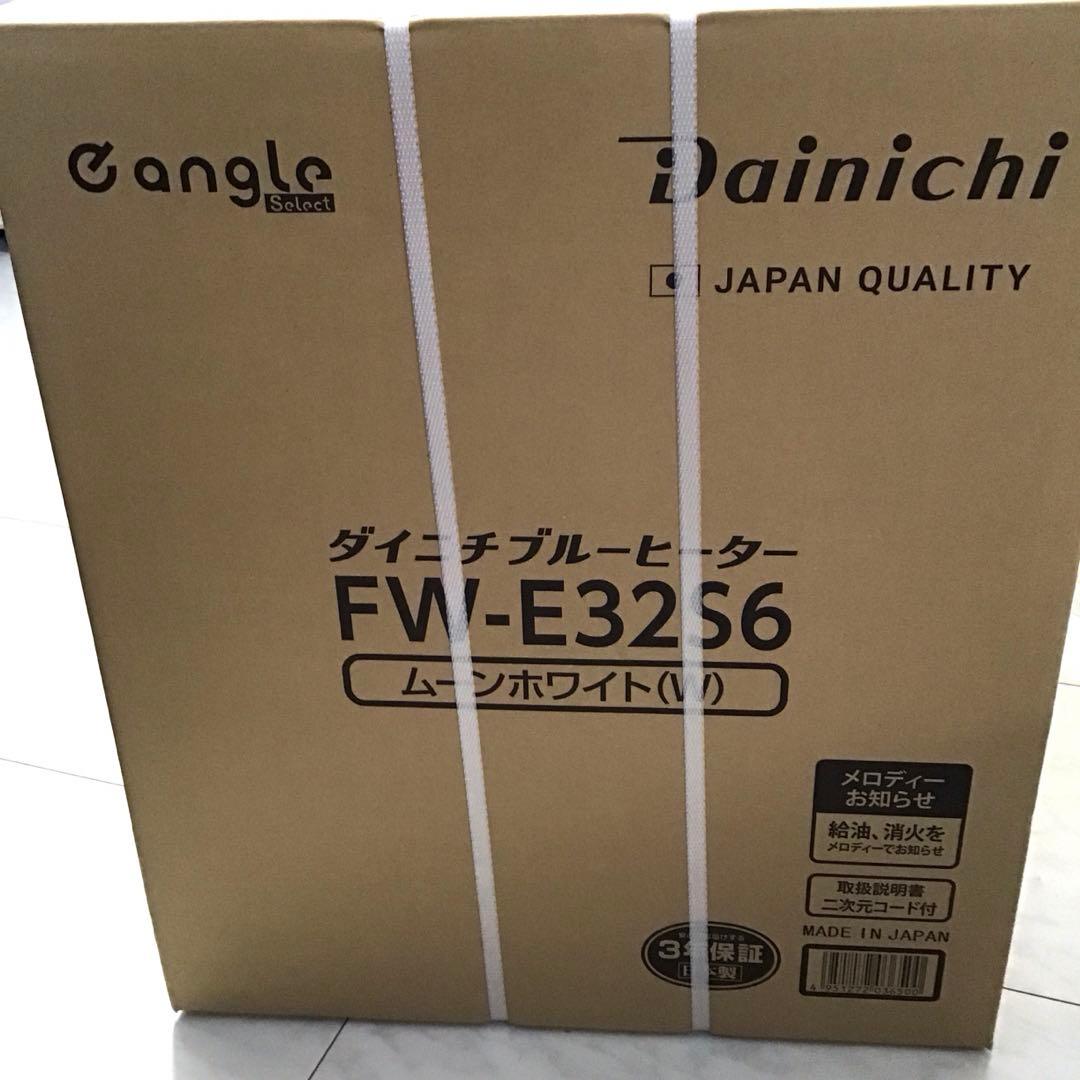 angle
Select
Dainichi
JAPAN QUALITY
ダイニチブルーヒーター
FW-E32S6
ムーンホワイト(W)
メロディー
お知らせ
給油、消火を
メロディーでお知らせ
取扱説明書
二次元コード付
MADE IN JAPAN
3年保証
日本製
4 951272 036500